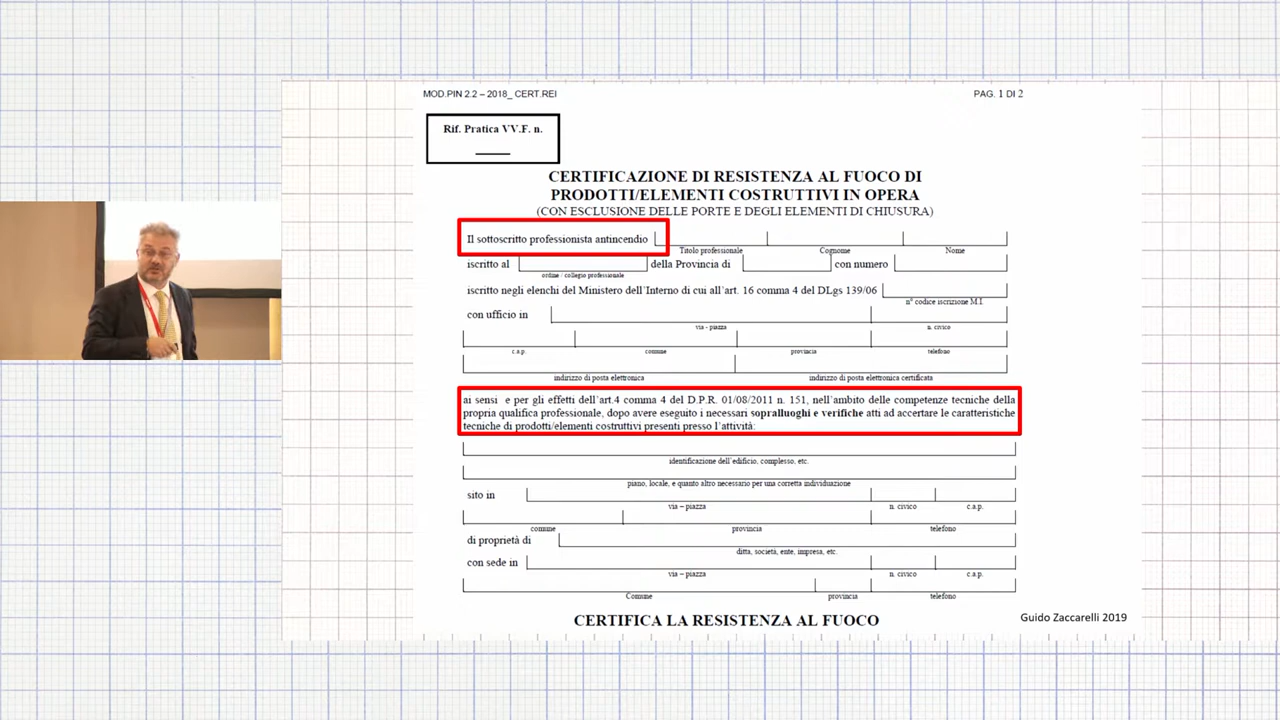 MOD.PIN 2.2 – 2018_ CERT.REI
PAG. 1 DI 2
Rif. Pratica VV.F. n.
CERTIFICAZIONE DI RESISTENZA AL FUOCO DI
PRODOTTI/ELEMENTI COSTRUTTIVI IN OPERA
(CON ESCLUSIONE DELLE PORTE E DEGLI ELEMENTI DI CHIUSURA)
Il sottoscritto professionista antincendio
Titolo professionale Cognome Nome
iscritto al della Provincia di con numero
ordine / collegio professionale
iscritto negli elenchi del Ministero dell'Interno di cui all'art. 16 comma 4 del DLgs 139/06
n° codice iscrizione M.I.
con ufficio in
via - piazza n. civico
c.a.p. comune provincia telefono
indirizzo di posta elettronica indirizzo di posta elettronica certificata
ai sensi e per gli effetti dell'art.4 comma 4 del D.P.R. 01/08/2011 n. 151, nell'ambito delle competenze tecniche della
propria qualifica professionale, dopo avere eseguito i necessari sopralluoghi e verifiche atti ad accertare le caratteristiche
tecniche di prodotti/elementi costruttivi presenti presso l'attività:
identificazione dell'edificio, complesso, etc.
piano, locale, e quanto altro necessario per una corretta individuazione
sito in
via – piazza n. civico c.a.p.
comune provincia telefono
di proprietà di
ditta, società, ente, impresa, etc.
con sede in
via – piazza n. civico c.a.p.
Comune provincia telefono
CERTIFICA LA RESISTENZA AL FUOCO
Guido Zaccarelli 2019